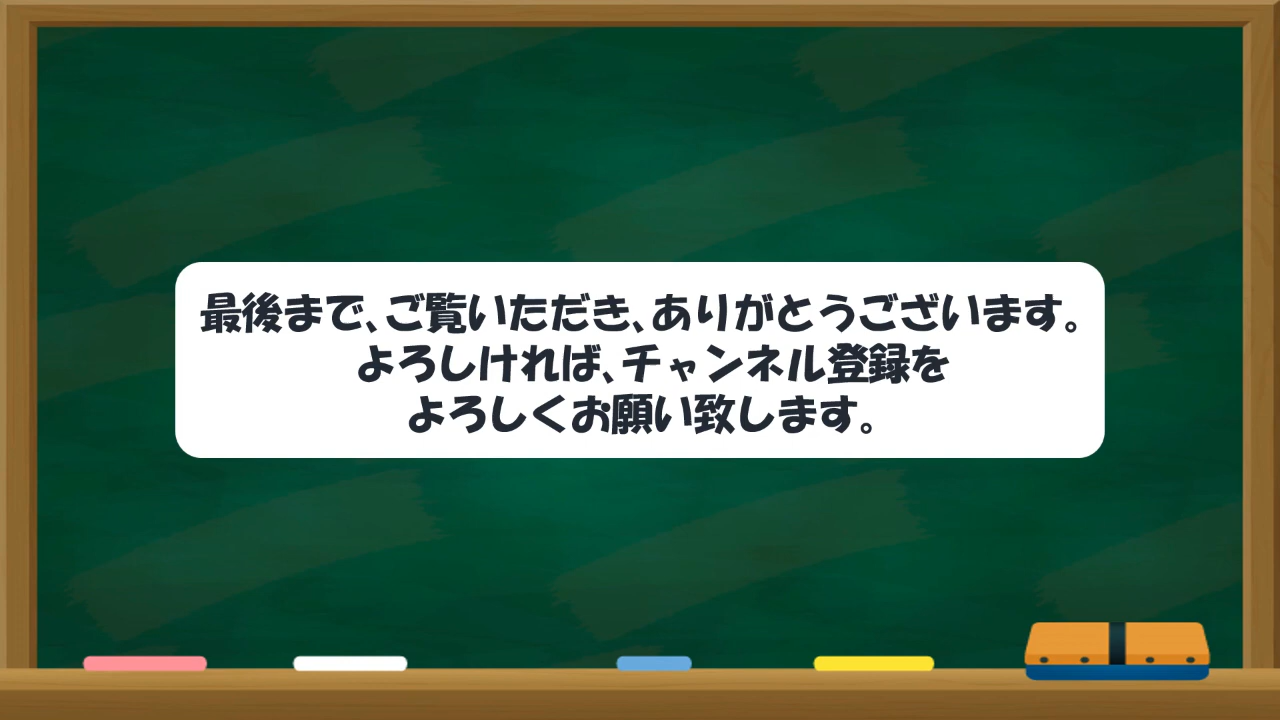 最後まで、ご覧いただき、ありがとうございます。
よろしければ、チャンネル登録を
よろしくお願い致します。